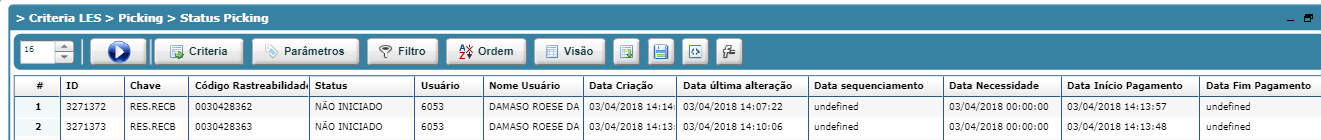 > Criteria LES > Picking > Status Picking
16 Criteria Parâmetros Filtro Ordem Visão
# ID Chave Código Rastreabilidade Status Usuário Nome Usuário Data Criação Data última alteração Data sequenciamento Data Necessidade Data Início Pagamento Data Fim Pagamento
1 3271372 RES.RECB 0030428362 NÃO INICIADO 6053 DAMASO ROESE DA 03/04/2018 14:14: 03/04/2018 14:07:22 undefined 03/04/2018 00:00:00 03/04/2018 14:13:57 undefined
2 3271373 RES.RECB 0030428363 NÃO INICIADO 6053 DAMASO ROESE DA 03/04/2018 14:13: 03/04/2018 14:10:06 undefined 03/04/2018 00:00:00 03/04/2018 14:13:48 undefined